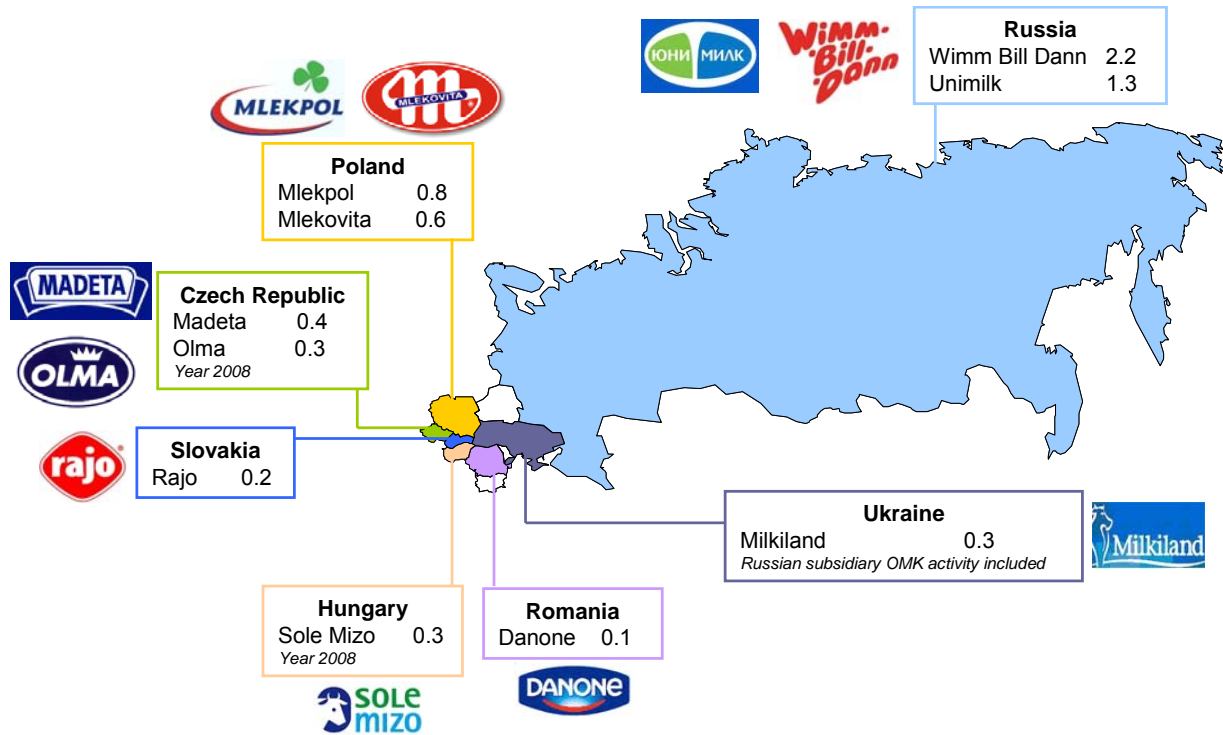 ЮНИ МИЛК
Wimm-
Bill-
Dann
Russia
Wimm Bill Dann 2.2
Unimilk 1.3
MLEKPOL
MLEKOVITA
Poland
Mlekpol 0.8
Mlekovita 0.6
MADETA
OLMA
Czech Republic
Madeta 0.4
Olma 0.3
Year 2008
rajo
Slovakia
Rajo 0.2
Ukraine
Milkiland 0.3
Russian subsidiary OMK activity included
Milkiland
Hungary
Sole Mizo 0.3
Year 2008
Romania
Danone 0.1
SOLE
MIZO
DANONE